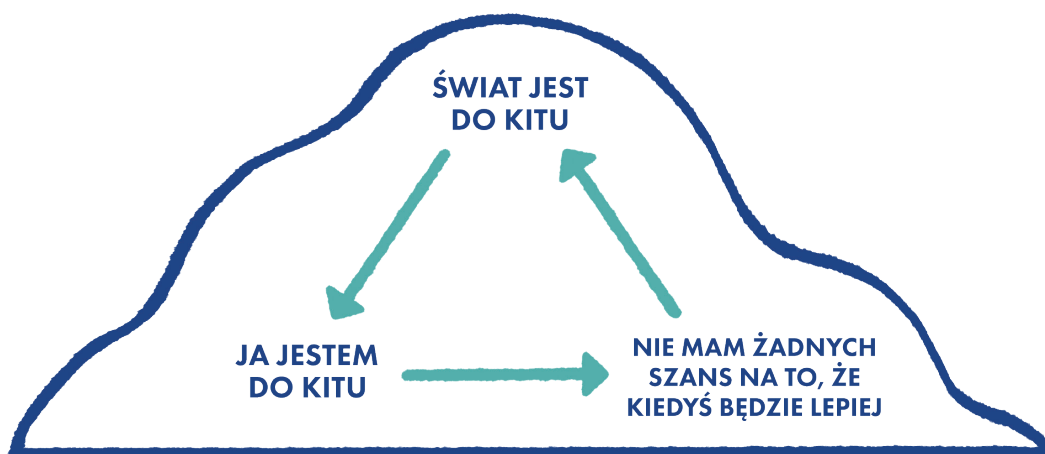 ŚWIAT JEST
DO KITU
JA JESTEM
DO KITU
NIE MAM ŻADNYCH
SZANS NA TO, ŻE
KIEDYŚ BĘDZIE LEPIEJ